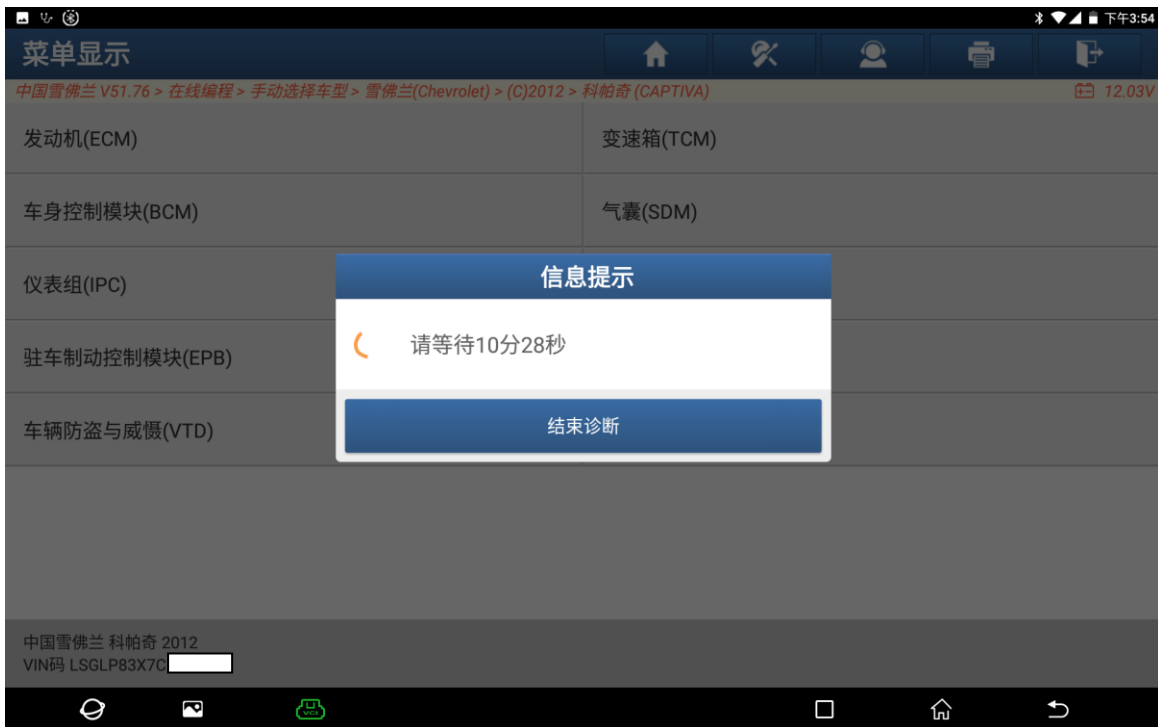 下午3:54
菜单显示
中国雪佛兰 V51.76 > 在线编程 > 手动选择车型 > 雪佛兰(Chevrolet) > (C)2012 > 科帕奇 (CAPTIVA)
12.03V
发动机(ECM)
变速箱(TCM)
车身控制模块(BCM)
气囊(SDM)
仪表组(IPC)
信息提示
请等待10分28秒
驻车制动控制模块(EPB)
结束诊断
车辆防盗与威慑(VTD)
中国雪佛兰 科帕奇 2012
VIN码 LSGLP83X7C
VCI